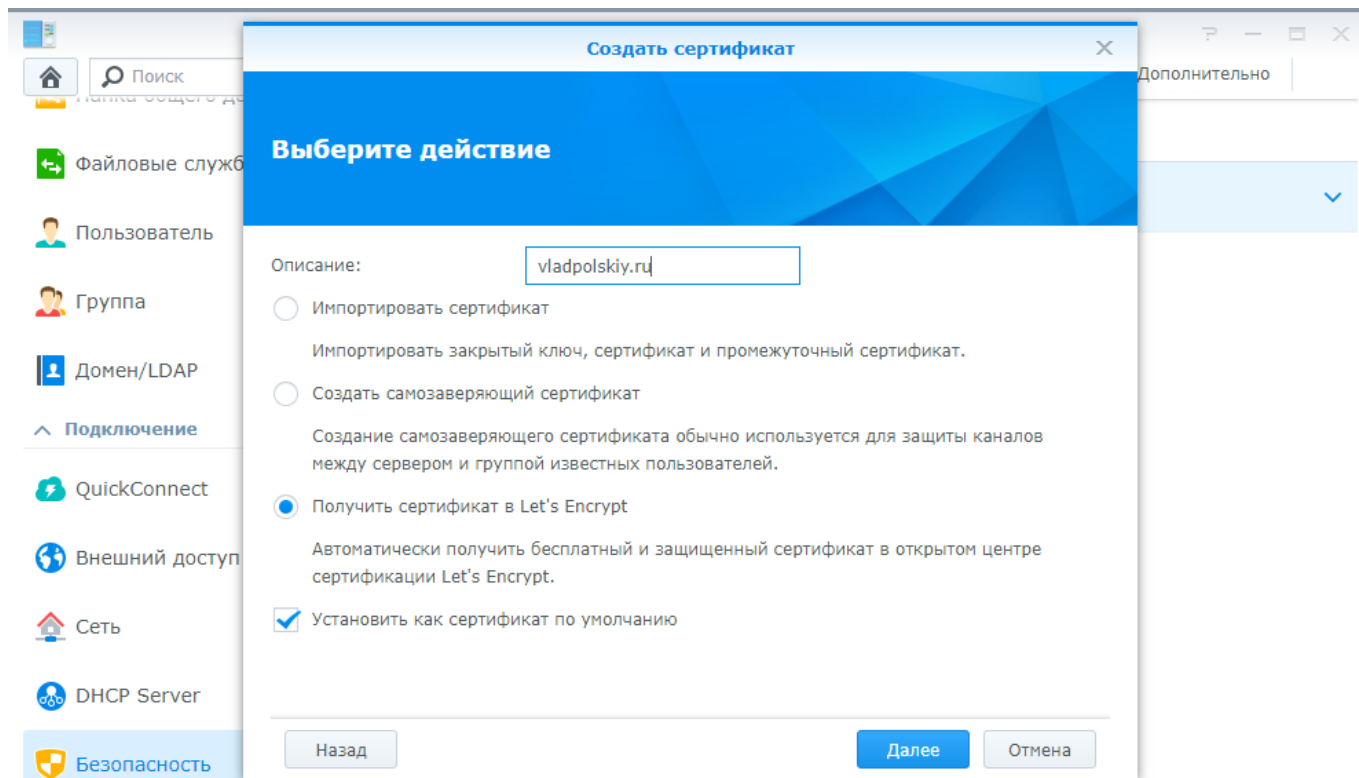 Создать сертификат
Поиск
Дополнительно
Папка общего до
Выберите действие
Файловые служб
Пользователь
Описание:
vladpolskiy.ru
Группа
Импортировать сертификат
Импортировать закрытый ключ, сертификат и промежуточный сертификат.
Домен/LDAP
Создать самозаверяющий сертификат
Подключение
Создание самозаверяющего сертификата обычно используется для защиты каналов
между сервером и группой известных пользователей.
QuickConnect
Получить сертификат в Let's Encrypt
Внешний доступ
Автоматически получить бесплатный и защищенный сертификат в открытом центре
сертификации Let's Encrypt.
Сеть
Установить как сертификат по умолчанию
DHCP Server
Безопасность
Назад
Далее
Отмена